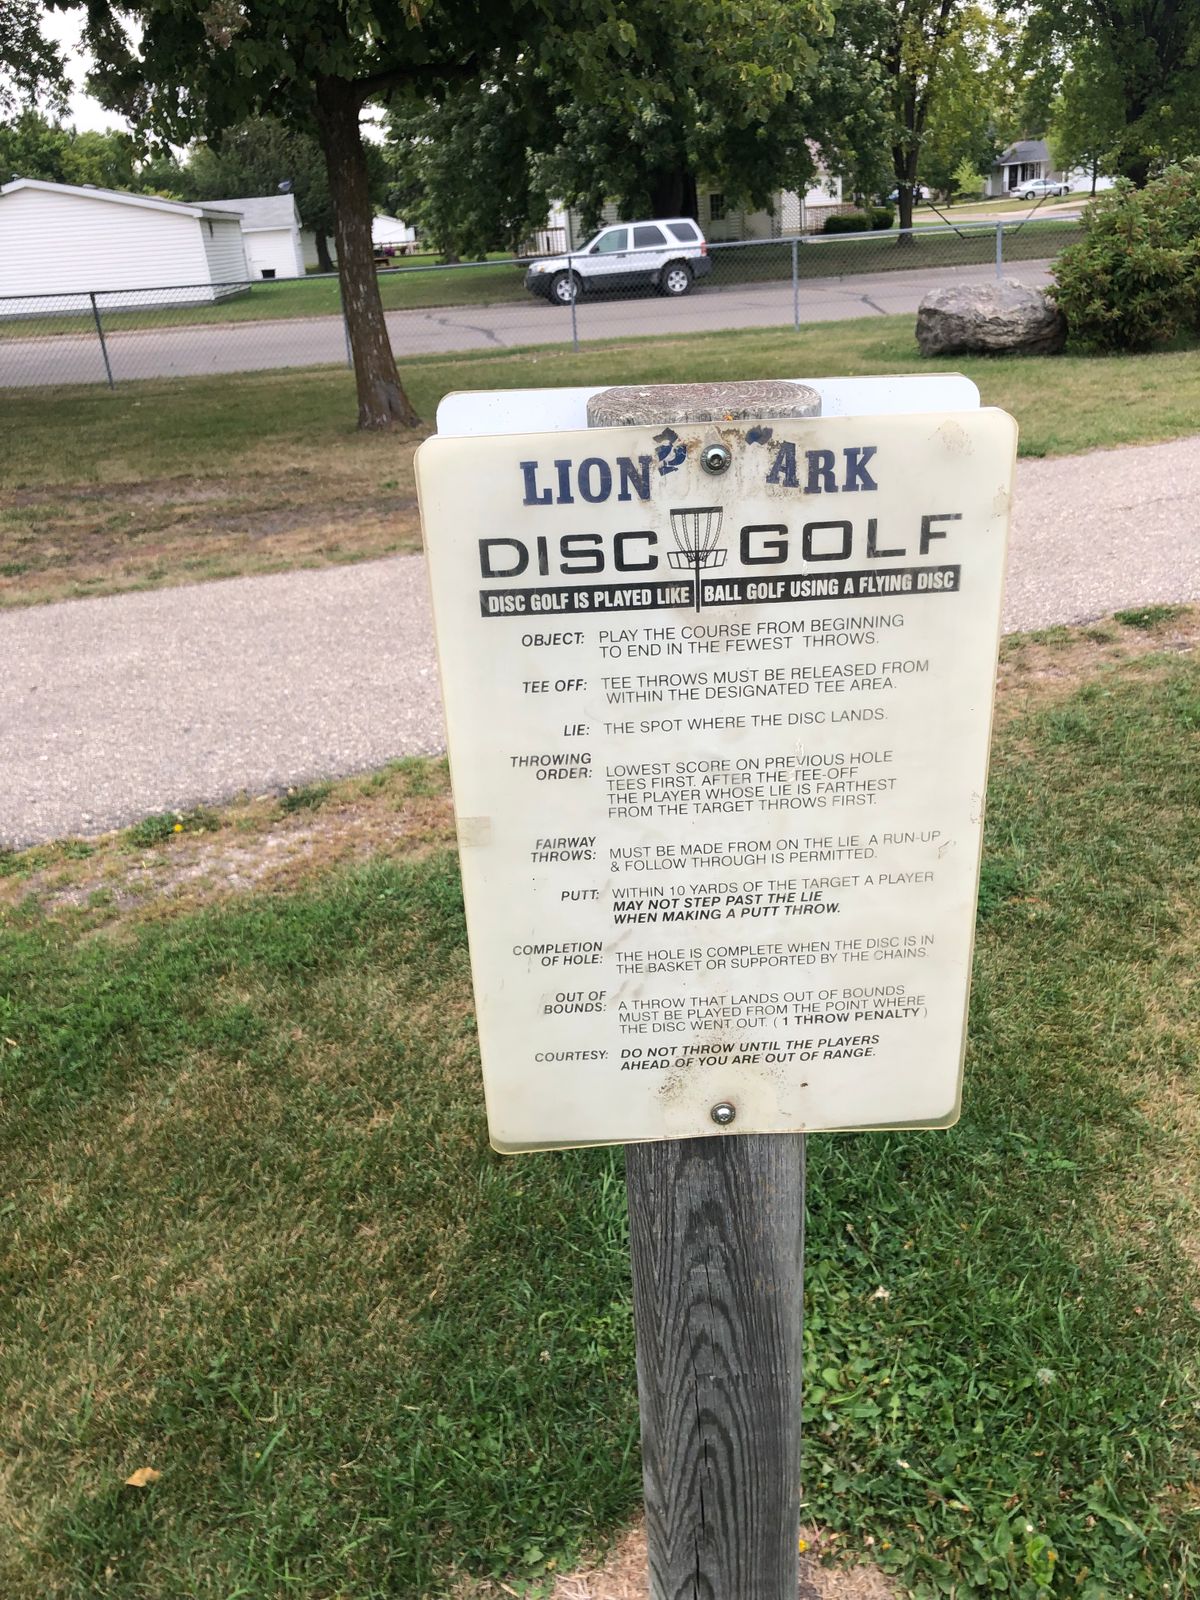 LION ARK
DISC GOLF
DISC GOLF IS PLAYED LIKE BALL GOLF USING A FLYING DISC
OBJECT: PLAY THE COURSE FROM BEGINNING
TO END IN THE FEWEST THROWS.
TEE OFF: TEE THROWS MUST BE RELEASED FROM
WITHIN THE DESIGNATED TEE AREA.
LIE: THE SPOT WHERE THE DISC LANDS.
THROWING
ORDER: LOWEST SCORE ON PREVIOUS HOLE
TEES FIRST. AFTER THE TEE-OFF
THE PLAYER WHOSE LIE IS FARTHEST
FROM THE TARGET THROWS FIRST.
FAIRWAY
THROWS: MUST BE MADE FROM ON THE LIE. A RUN-UP
& FOLLOW THROUGH IS PERMITTED.
PUTT: WITHIN 10 YARDS OF THE TARGET A PLAYER
MAY NOT STEP PAST THE LIE
WHEN MAKING A PUTT THROW.
COMPLETION
OF HOLE: THE HOLE IS COMPLETE WHEN THE DISC IS IN
THE BASKET OR SUPPORTED BY THE CHAINS.
OUT OF
BOUNDS: A THROW THAT LANDS OUT OF BOUNDS
MUST BE PLAYED FROM THE POINT WHERE
THE DISC WENT OUT. (1 THROW PENALTY)
COURTESY: DO NOT THROW UNTIL THE PLAYERS
AHEAD OF YOU ARE OUT OF RANGE.